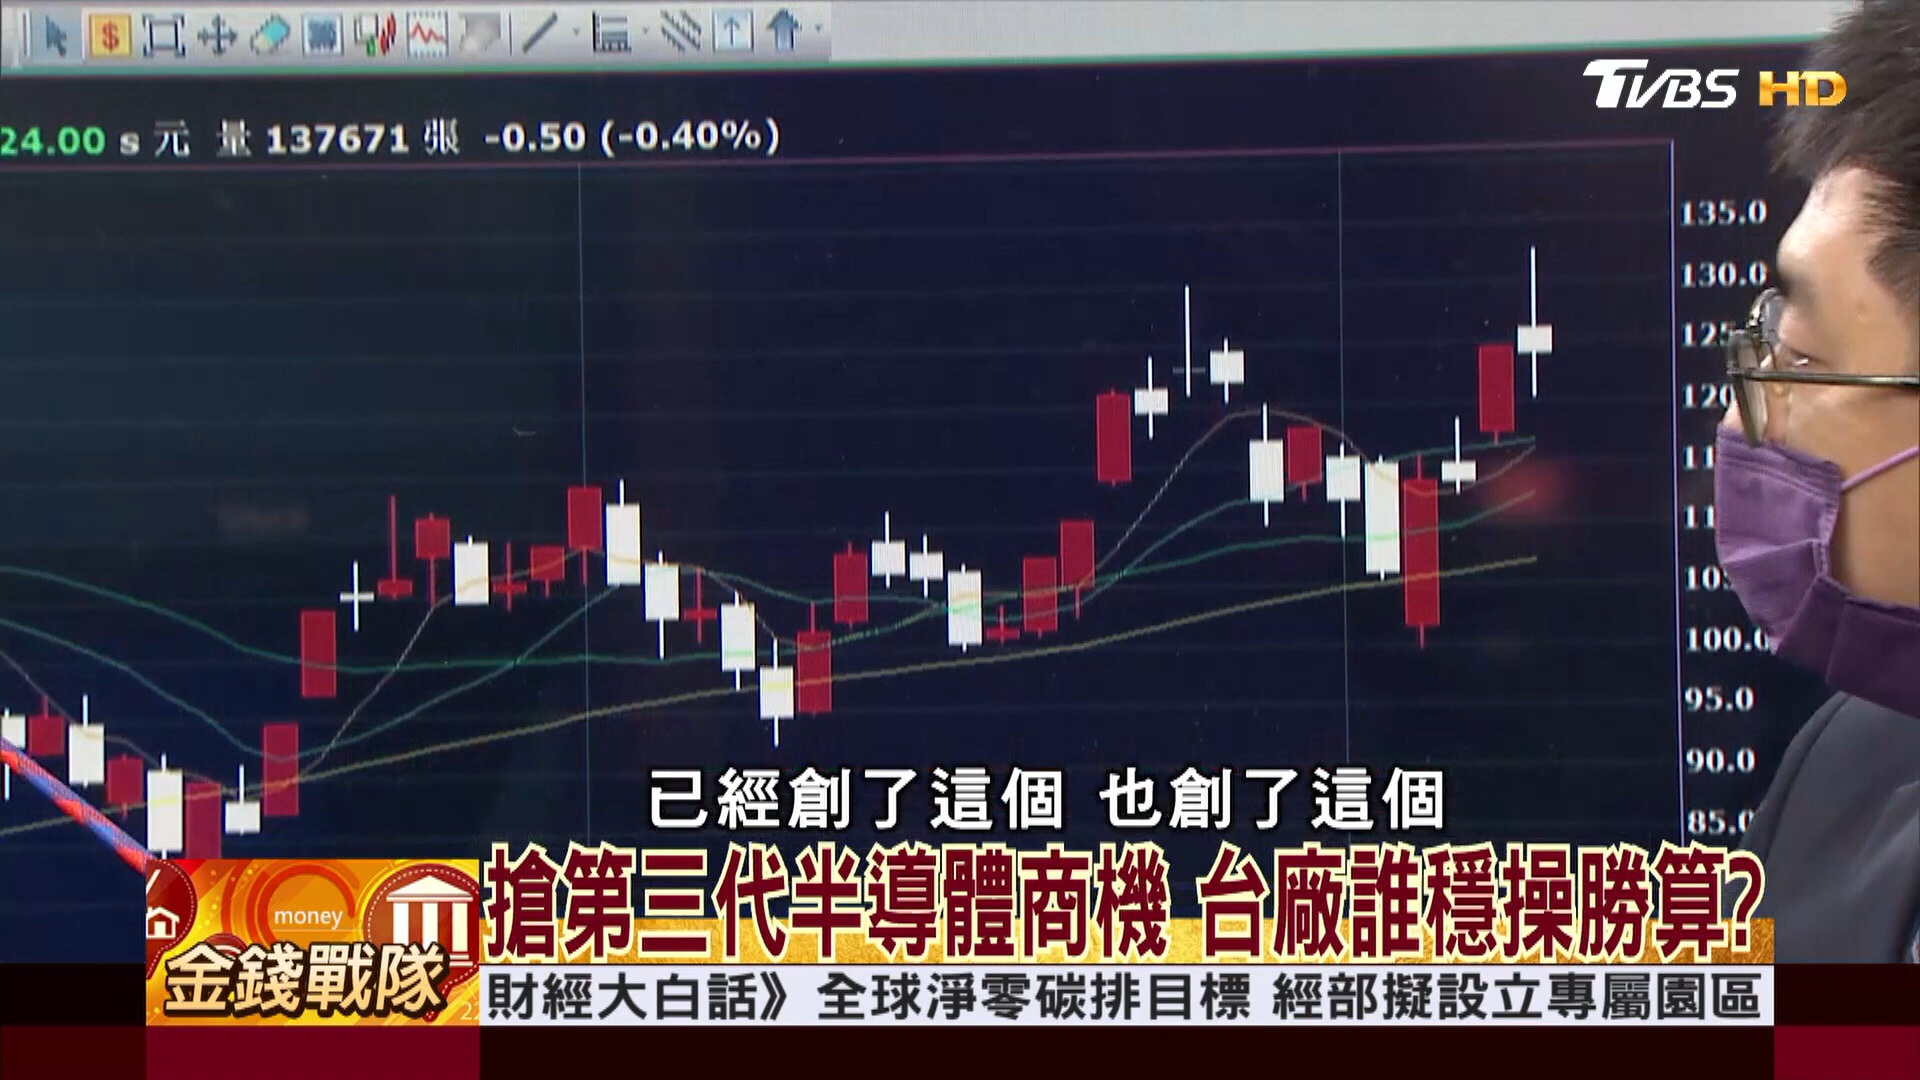 TVBS HD
24.00 s 元 量 137671 張 -0.50 (-0.40%)
135.0
130.0
100.0
95.0
90.0
已經創了這個 也創了這個
搶第三代半導體商機 台廠誰穩操勝算?
money
金錢戰隊
財經大白話》全球淨零碳排目標 經部擬設立專屬園區